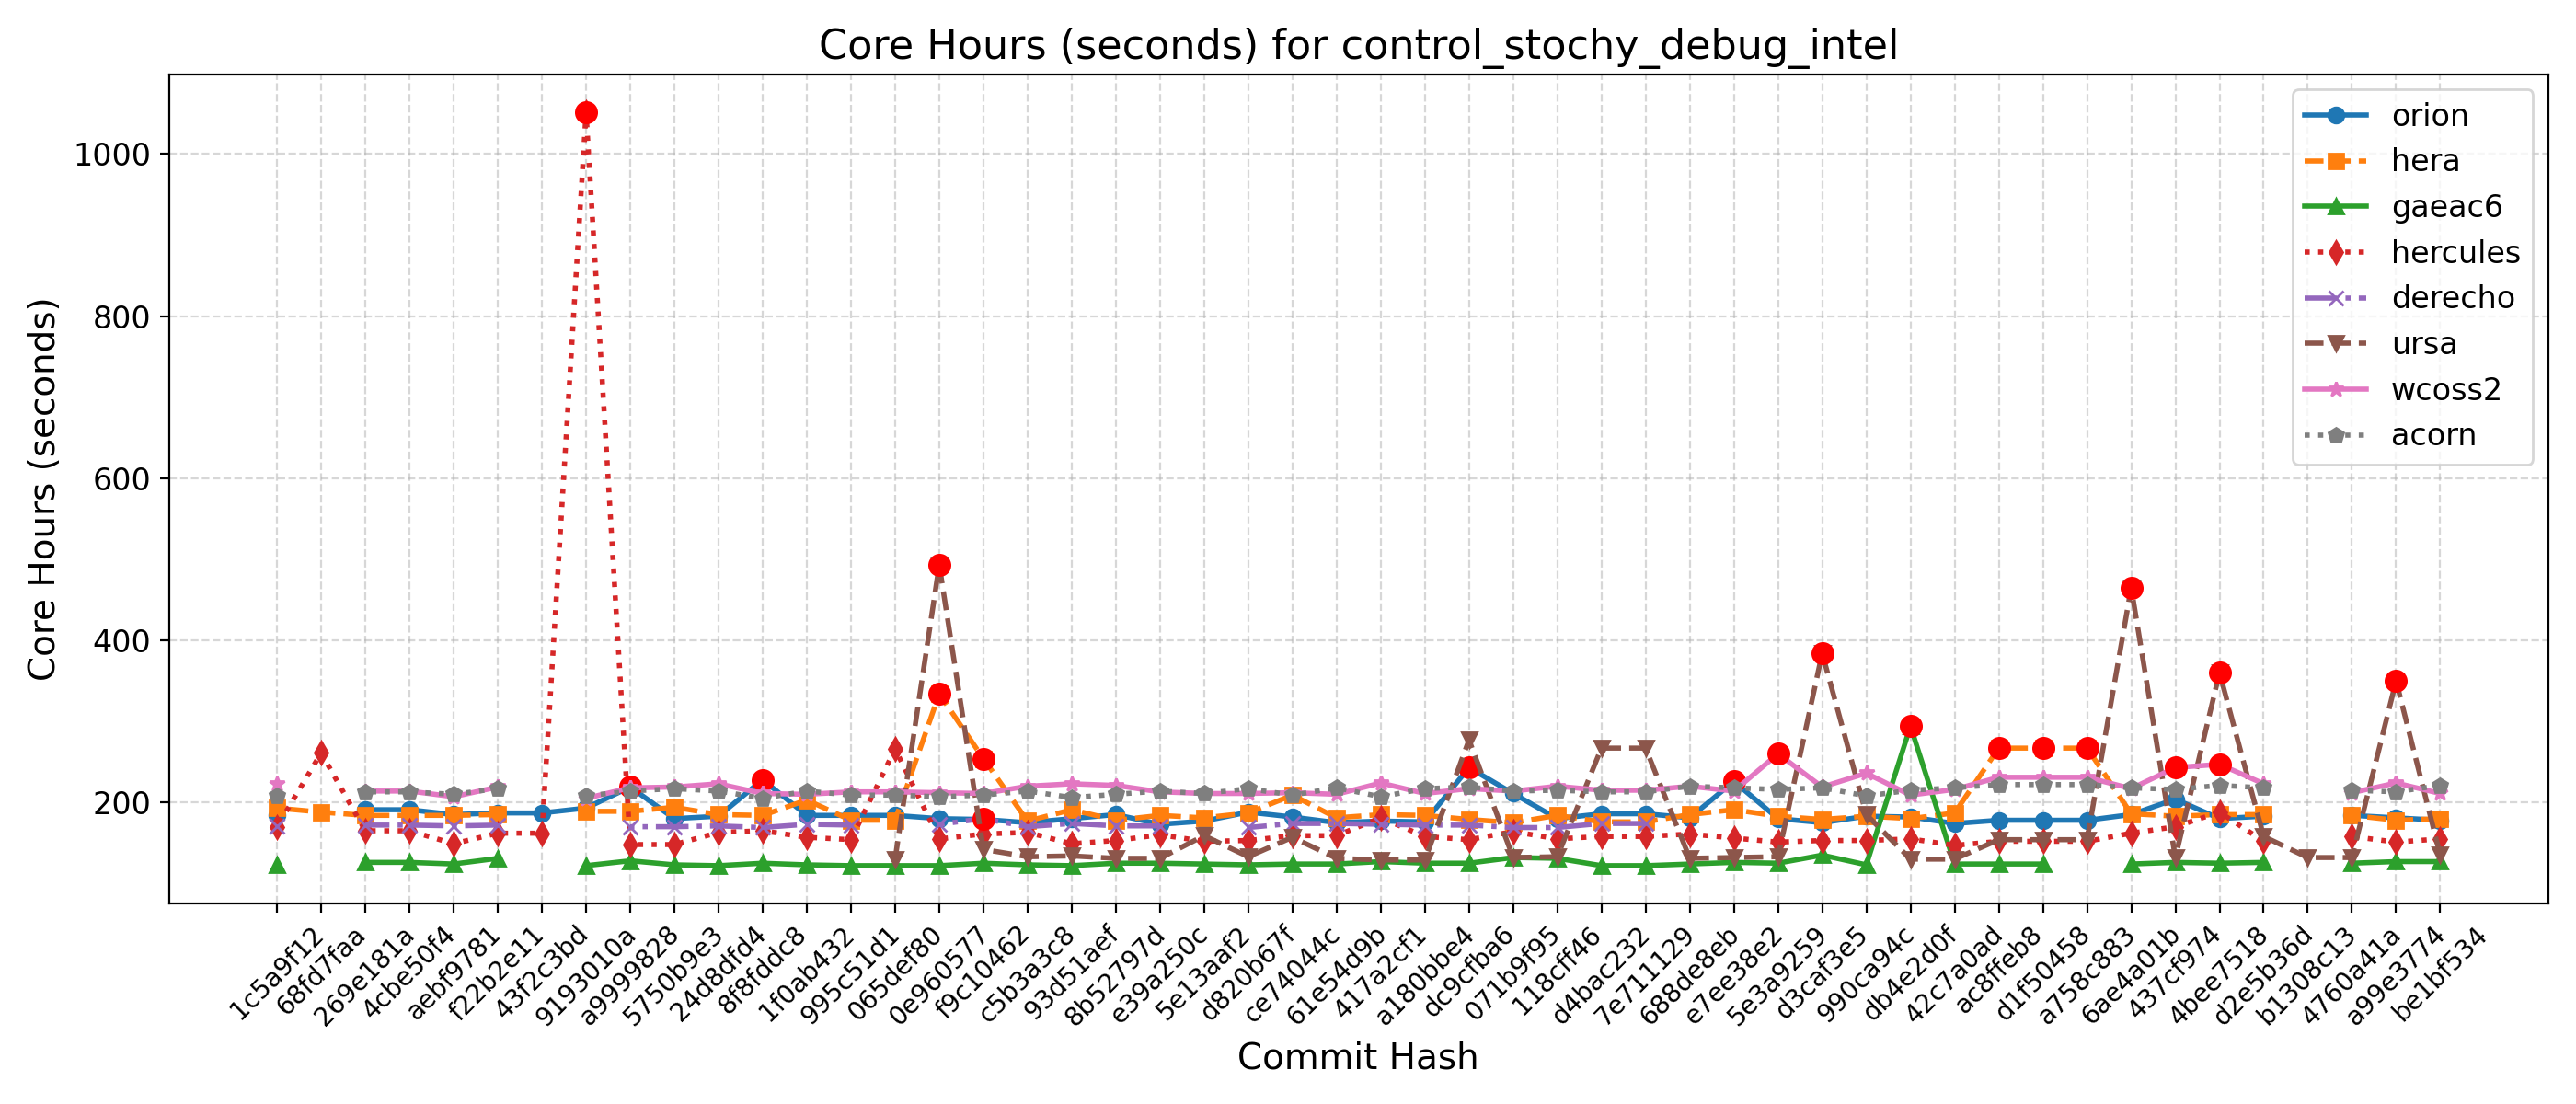 Core Hours (seconds) for control_stochy_debug_intel
Core Hours (seconds)
1000
800
600
400
200
orion
hera
gaeac6
hercules
derecho
ursa
wcoss2
acorn
1c5a9f12
68fd7faa
269e181a
4cbe50f4
aebf9781
f22b2e11
43f2c3bd
9193010a
a9999828
5750b9e3
24d8dfd4
8f8fddc8
1f0ab432
995c51d1
065def80
0e960577
f9c10462
c5b3a3c8
93d51aef
8b52797d
e39a250c
5e13aaf2
d820b67f
ce74044c
61e54d9b
417a2cf1
a180bbe4
dc9cfba6
071b9f95
118cff46
d4bac232
7e711129
688de8eb
e7ee38e2
5e3a9259
d3caf3e5
990ca94c
db4e2d0f
42c7a0ad
ac8ffeb8
d1f50458
a758c883
6ae4a01b
437cf974
4bee7518
d2e5b36d
b1308c13
4760a41a
a99e3774
be1bf534
Commit Hash